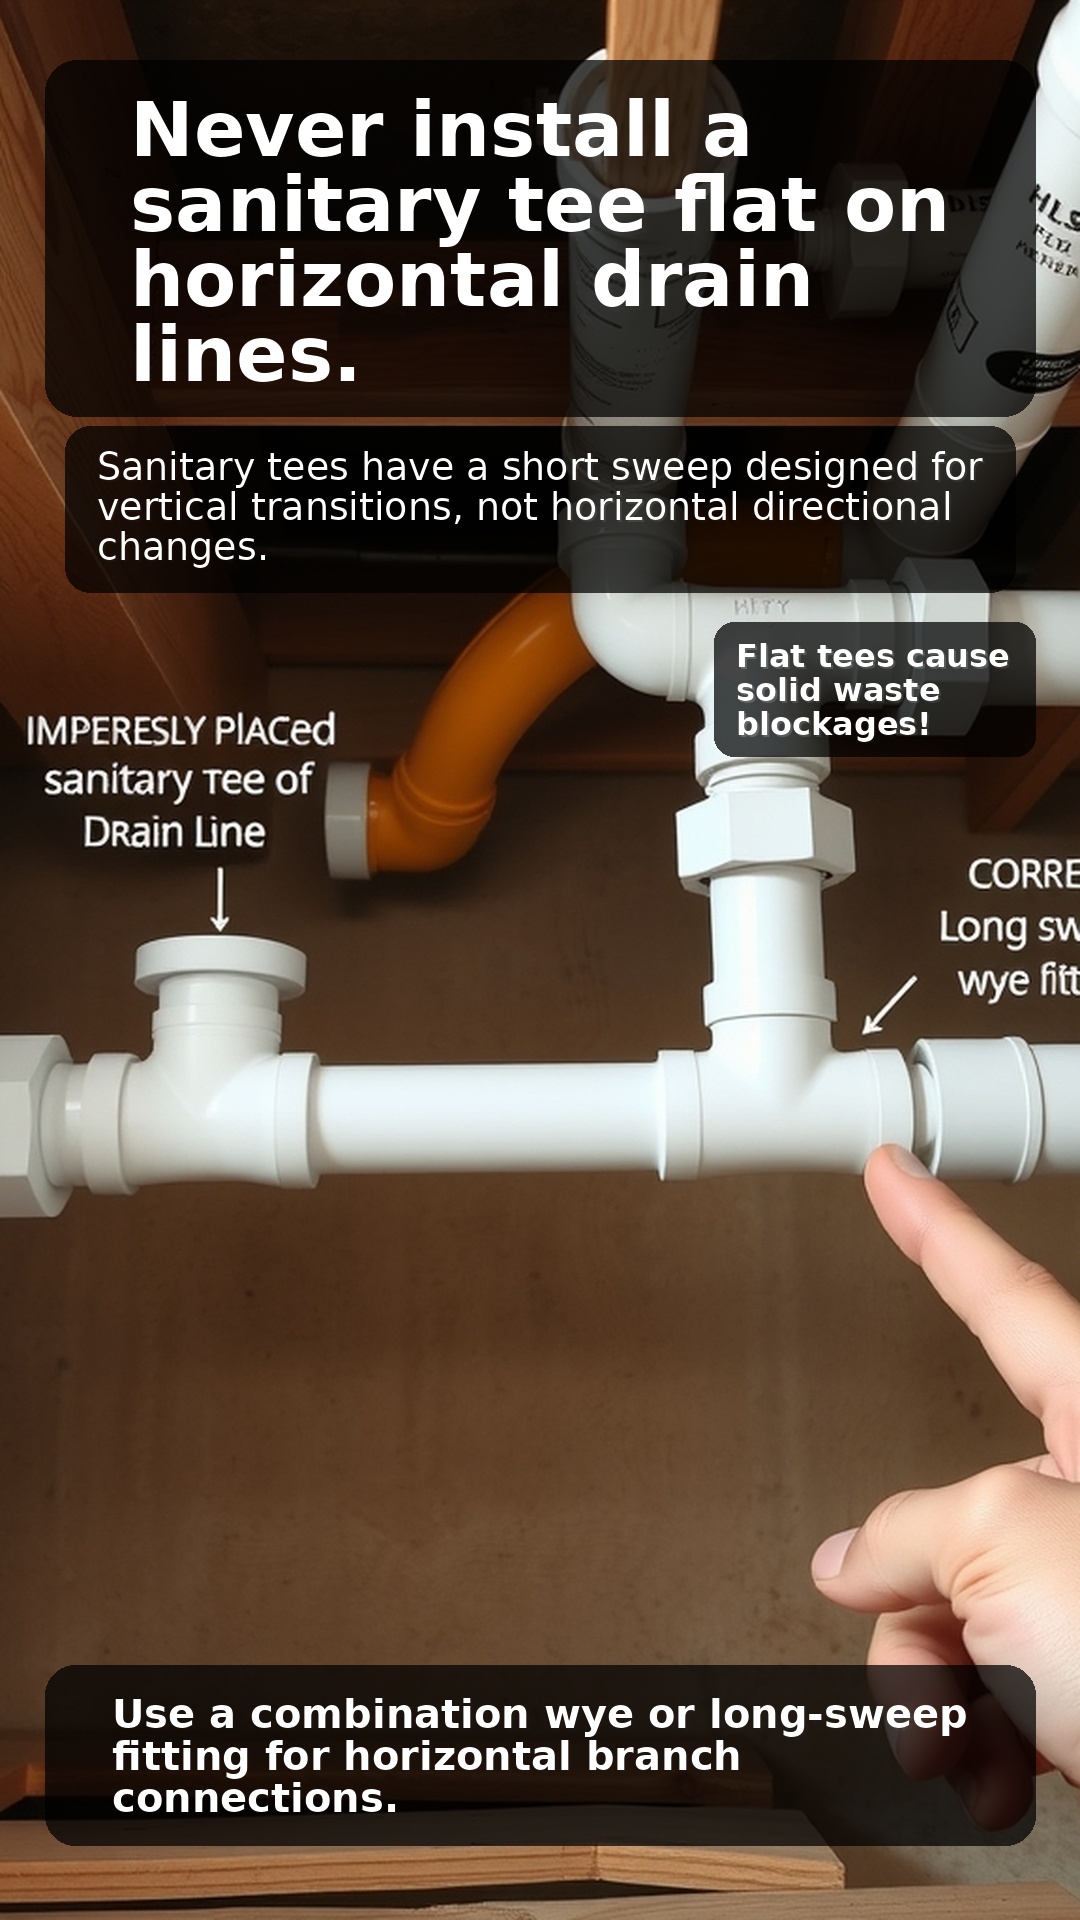 Never install a
sanitary tee flat on
horizontal drain
lines.
Sanitary tees have a short sweep designed for
vertical transitions, not horizontal directional
changes.
Flat tees cause
solid waste
blockages!
IMPERESLY PlACed
sanitary Tee of
DRain Line
CORRE
Long sw
wye fitt
Use a combination wye or long-sweep
fitting for horizontal branch
connections.